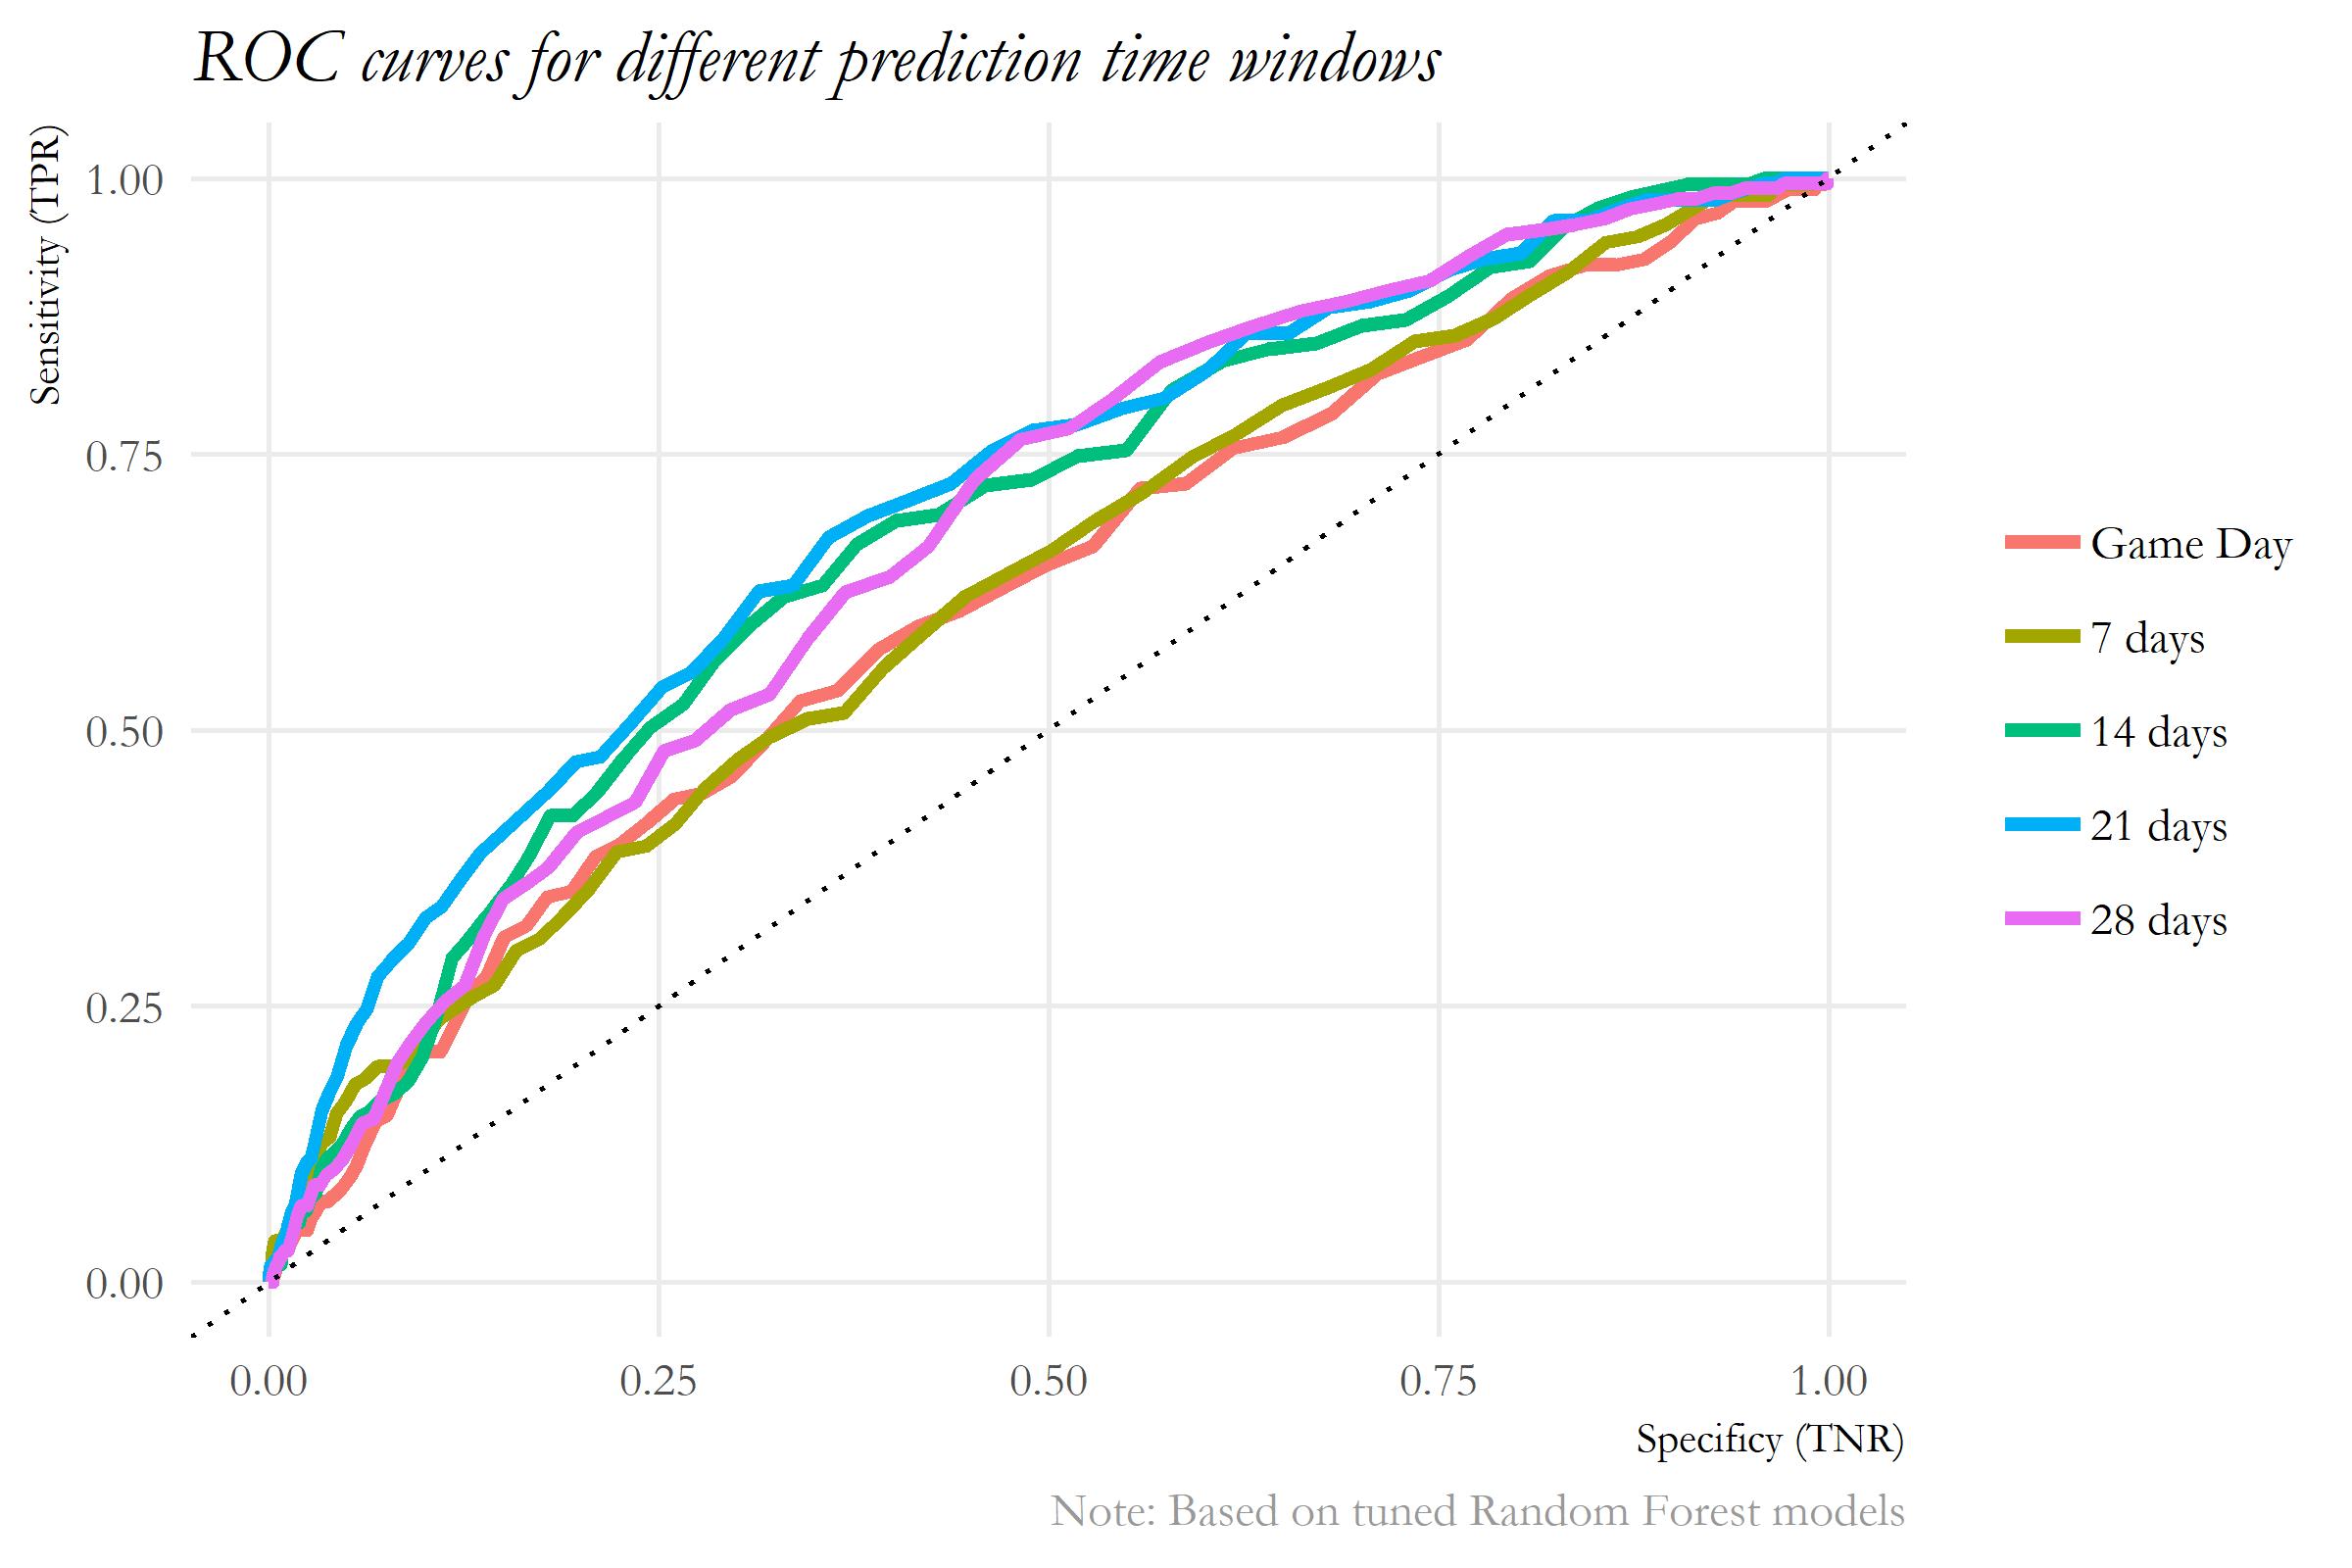 ROC curves for different prediction time windows
Sensitivity (TPR)
1.00
0.75
0.50
0.25
0.00
0.00 0.25 0.50 0.75 1.00
Specificy (TNR)
Note: Based on tuned Random Forest models
Game Day
7 days
14 days
21 days
28 days